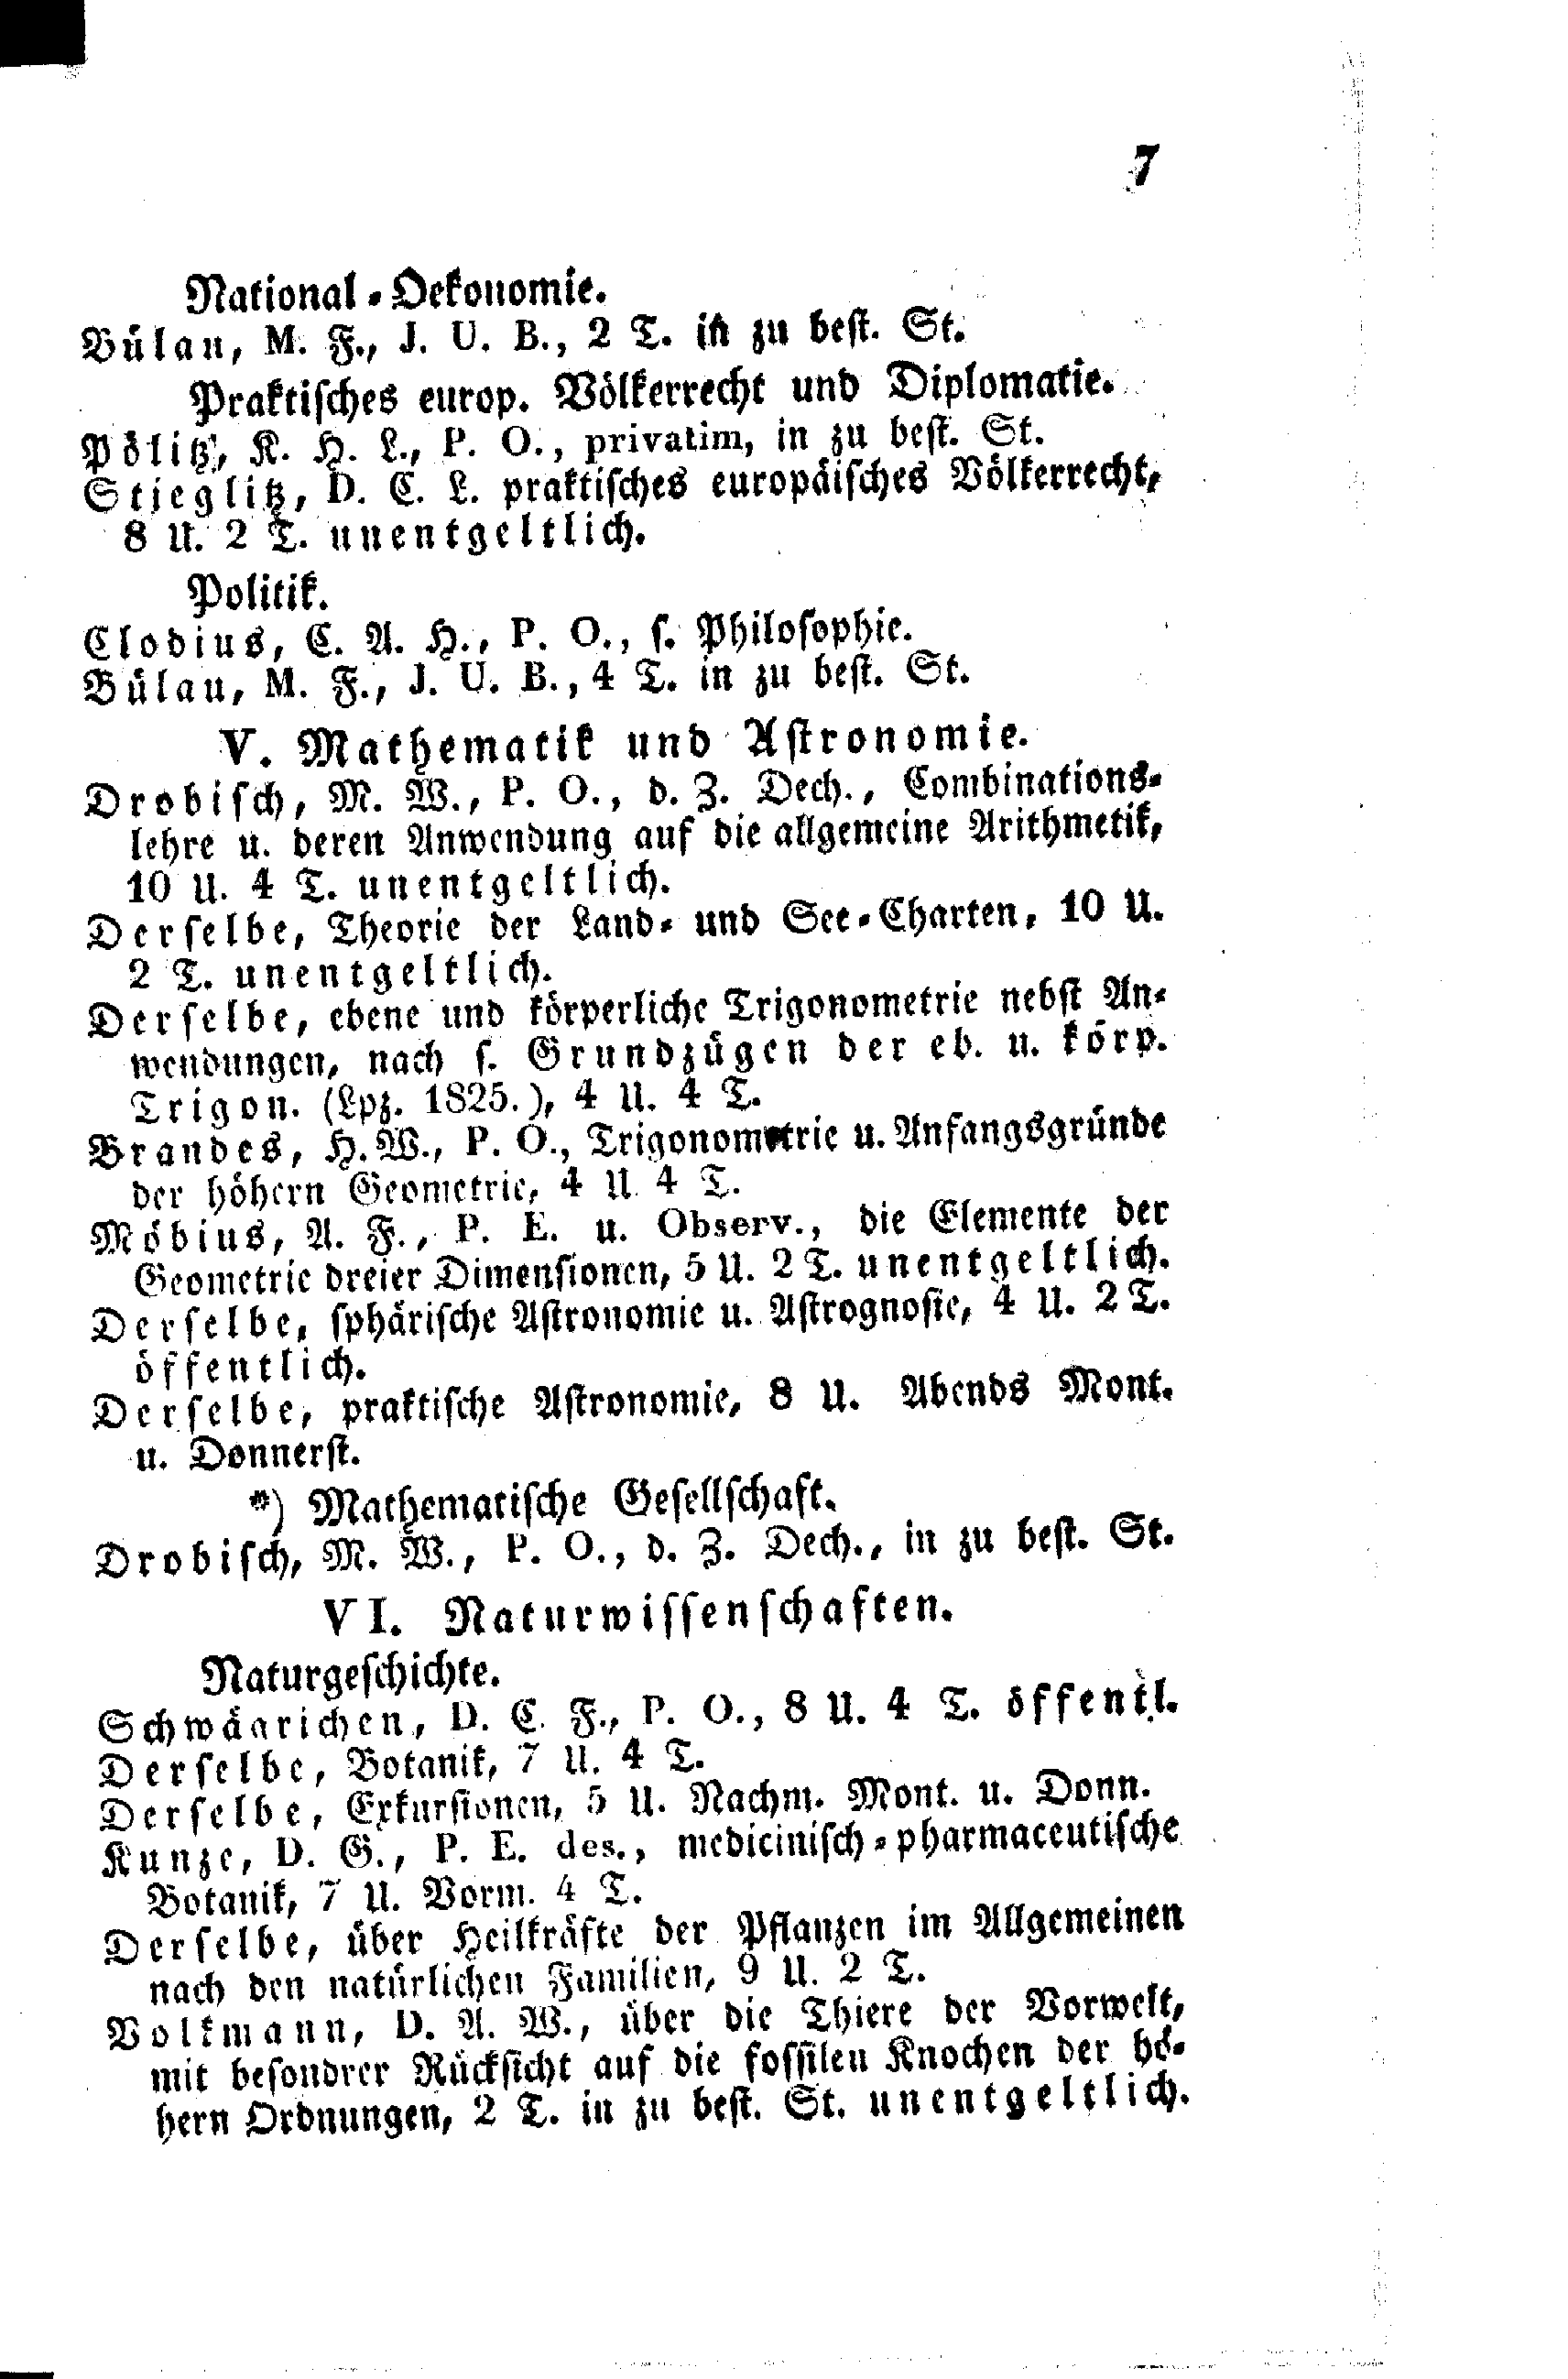 7
National-Oekonomie.
Bülau, M. F., J. U. B., 2 T. in zu best. St.
Praktisches europ. Völkerrecht und Diplomatie.
Pölitz, K. H. L., P. O., privatim, in zu best. St.
Stieglitz, D. C. L. praktisches europäisches Völkerrecht,
8 U. 2 T. unentgeltlich.
Politik.
Clodius, C. A. H., P. O., s. Philosophie.
Bülau, M. F., J. U. B., 4 T. in zu best. St.
V. Mathematik und Astronomie.
Drobisch, M. W., P. O., d. Z. Dech., Combinations-
lehre u. deren Anwendung auf die allgemeine Arithmetik,
10 U. 4 T. unentgeltlich.
Derselbe, Theorie der Land- und See-Charten, 10 U.
2 T. unentgeltlich.
Derselbe, ebene und körperliche Trigonometrie nebst An-
wendungen, nach s. Grundzügen der eb. u. körp.
Trigon. (Lpz. 1825.), 4 U. 4 T.
Brandes, H. W., P. O., Trigonometrie u. Anfangsgründe
der höhern Geometrie, 4 U. 4 T.
Möbius, A. F., P. E. u. Observ., die Elemente der
Geometrie dreier Dimensionen, 5 U. 2 T. unentgeltlich.
Derselbe, sphärische Astronomie u. Astrognosie, 4 U. 2 T.
öffentlich.
Derselbe, praktische Astronomie, 8 U. Abends Mont.
u. Donnerst.
*) Mathematische Gesellschaft.
Drobisch, M. W., P. O., d. Z. Dech., in zu best. St.
VI. Naturwissenschaften.
Naturgeschichte.
Schwäarichen, D. C. F., P. O., 8 U. 4 T. öffentl.
Derselbe, Botanik, 7 U. 4 T.
Derselbe, Exkursionen, 5 U. Nachm. Mont. u. Donn.
Kunze, D. G., P. E. des., medicinisch-pharmaceutische
Botanik, 7 U. Vorm. 4 T.
Derselbe, über Heilkräfte der Pflanzen im Allgemeinen
nach den natürlichen Familien, 9 U. 2 T.
Volkmann, D. A. W., über die Thiere der Vorwelt,
mit besondrer Rücksicht auf die fossilen Knochen der hö-
hern Ordnungen, 2 T. in zu best. St. unentgeltlich.